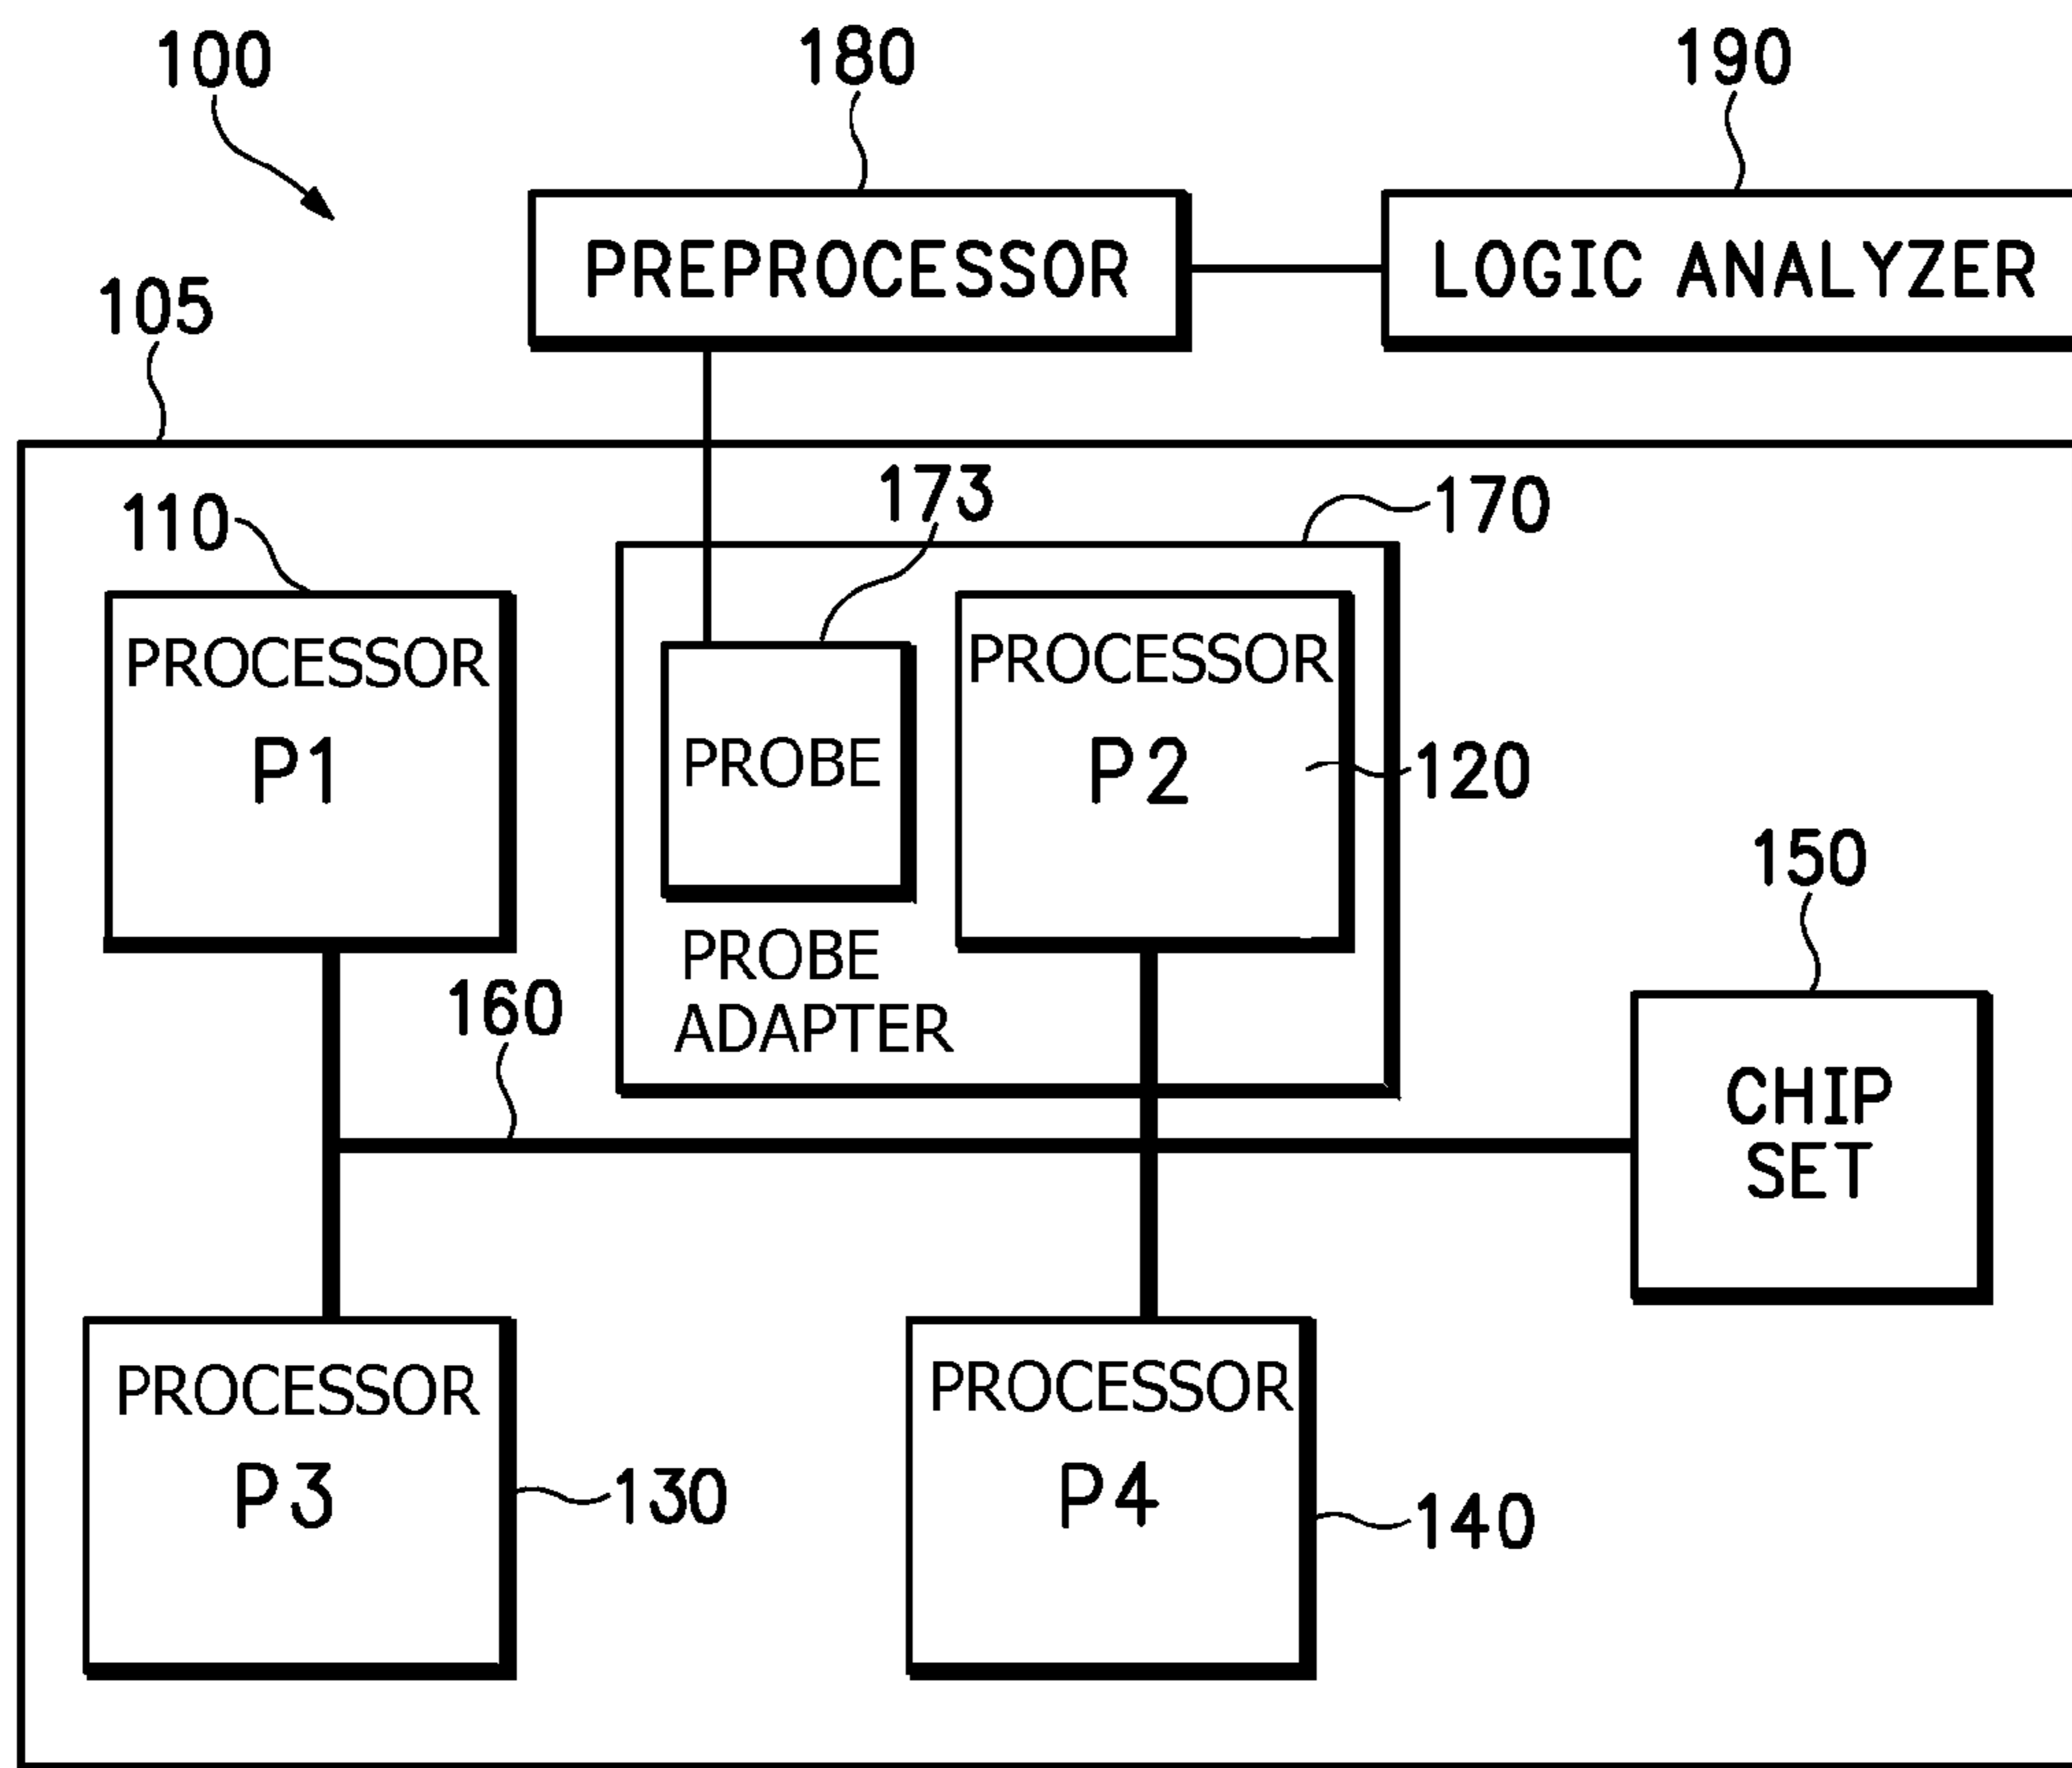 100
180
190
PREPROCESSOR
LOGIC ANALYZER
105
173
170
110
PROCESSOR
P1
PROCESSOR
P2
PROBE
120
150
PROBE
ADAPTER
160
CHIP
SET
PROCESSOR
P3
130
PROCESSOR
P4
140